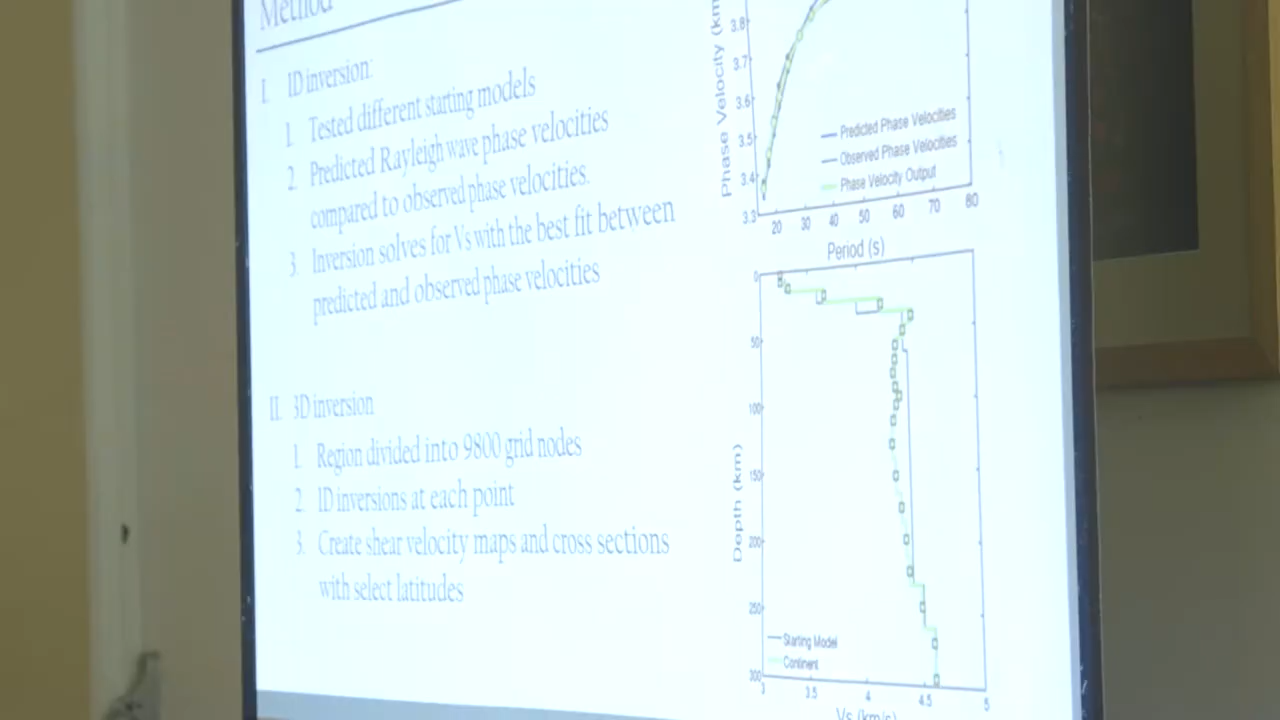 Method
I. 1D inversion:
1. Tested different starting models
2. Predicted Rayleigh wave phase velocities
compared to observed phase velocities.
3. Inversion solves for Vs with the best fit between
predicted and observed phase velocities
II. 3D inversion
1. Region divided into 9800 grid nodes
2. 1D inversions at each point
3. Create shear velocity maps and cross sections
with select latitudes
Phase Velocity (km
3.8
3.7
3.6
3.5
3.4
3.3
Predicted Phase Velocities
Observed Phase Velocities
Phase Velocity Output
20 30 40 50 60 70 80
Period (s)
Depth (km)
0
50
100
150
200
250
300
Starting Model
Continent
3 3.5 4 4.5 5
Vs (km/s)